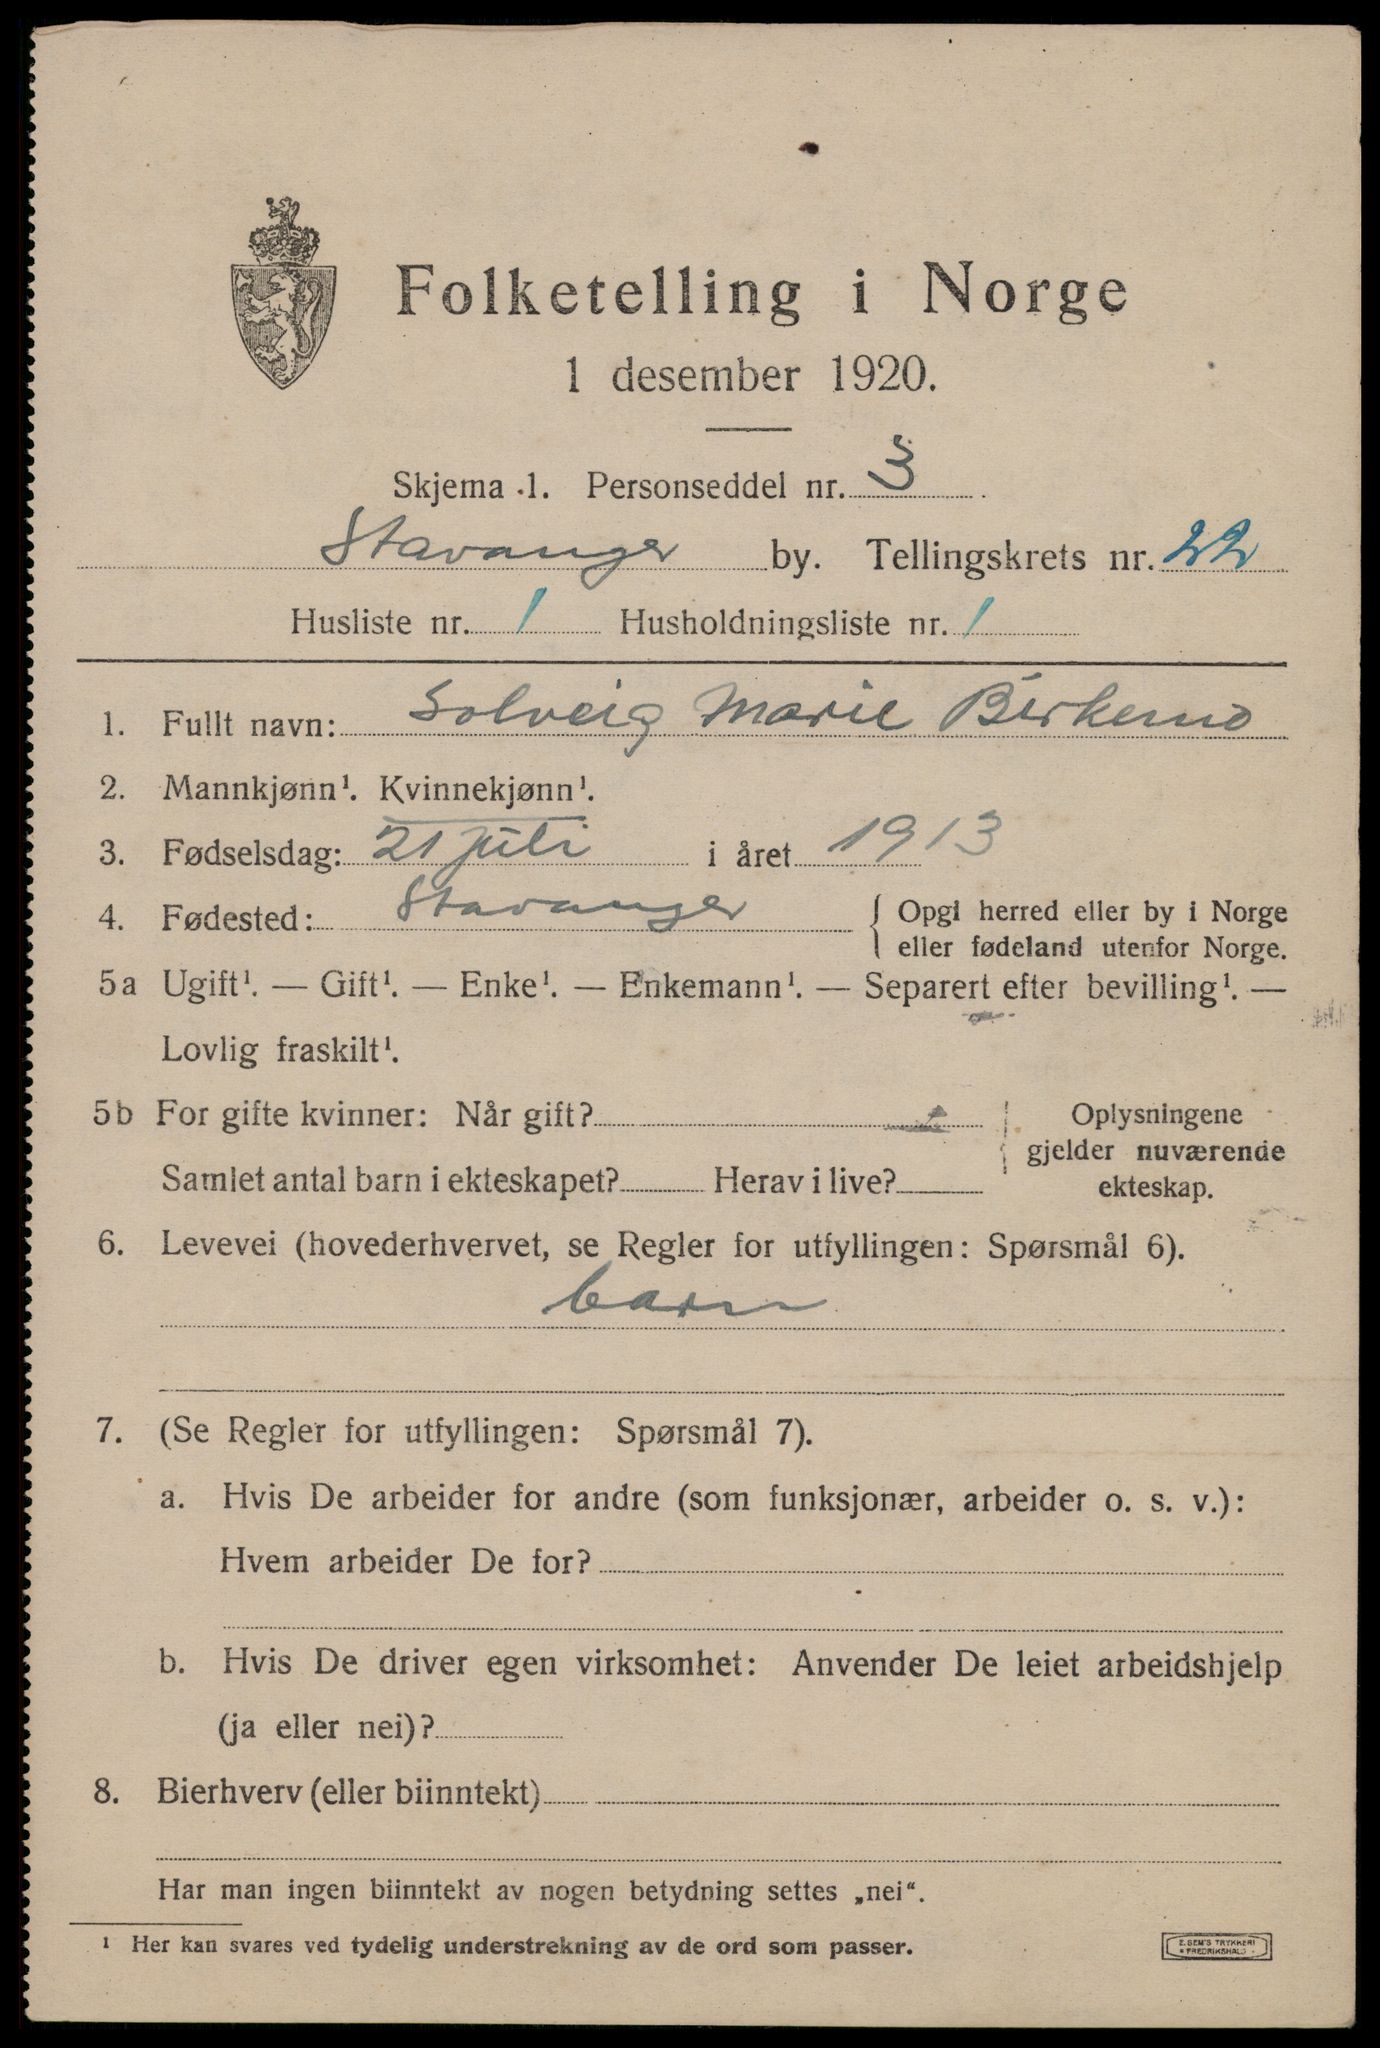 Folketelling i Norge
1 desember 1920.
Skjema 1. Personseddel nr. 3
Stavanger by. Tellingskrets nr. 22
Husliste nr. 1 Husholdningsliste nr. 1
1. Fullt navn: Solveig Marie Birkemo
2. Mannkjønn¹. Kvinnekjønn¹.
3. Fødselsdag: 21 juli i året 1913
4. Fødested: Stavanger { Opgi herred eller by i Norge
eller fødeland utenfor Norge.
5a Ugift¹. — Gift¹. — Enke¹. — Enkemann¹. — Separert efter bevilling¹. —
Lovlig fraskilt¹.
5b For gifte kvinner: Når gift? Oplysningene
gjelder nuværende
Samlet antal barn i ekteskapet? Herav i live? ekteskap.
6. Levevei (hovederhvervet, se Regler for utfyllingen: Spørsmål 6).
barn
7. (Se Regler for utfyllingen: Spørsmål 7).
a. Hvis De arbeider for andre (som funksjonær, arbeider o. s. v.):
Hvem arbeider De for?
b. Hvis De driver egen virksomhet: Anvender De leiet arbeidshjelp
(ja eller nei)?
8. Bierhverv (eller biinntekt)
Har man ingen biinntekt av nogen betydning settes „nei“.
¹ Her kan svares ved tydelig understrekning av de ord som passer.
E. SEM'S TRYKKERI
FREDRIKSHALD